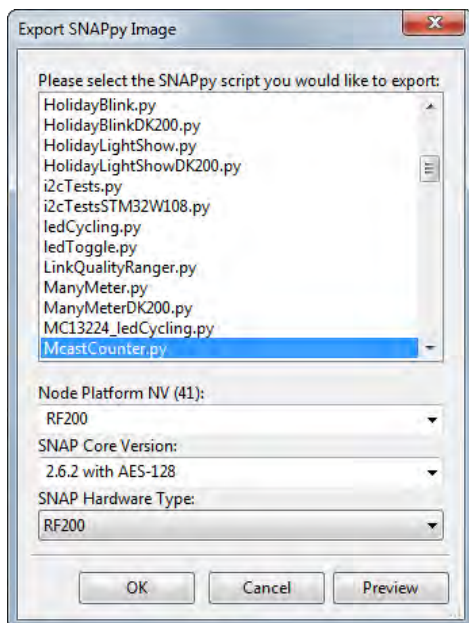 Export SNAPpy Image
Please select the SNAPpy script you would like to export:
HolidayBlink.py
HolidayBlinkDK200.py
HolidayLightShow.py
HolidayLightShowDK200.py
i2cTests.py
i2cTestsSTM32W108.py
ledCycling.py
ledToggle.py
LinkQualityRanger.py
ManyMeter.py
ManyMeterDK200.py
MC13224_ledCycling.py
McastCounter.py
Node Platform NV (41):
RF200
SNAP Core Version:
2.6.2 with AES-128
SNAP Hardware Type:
RF200
OK Cancel Preview